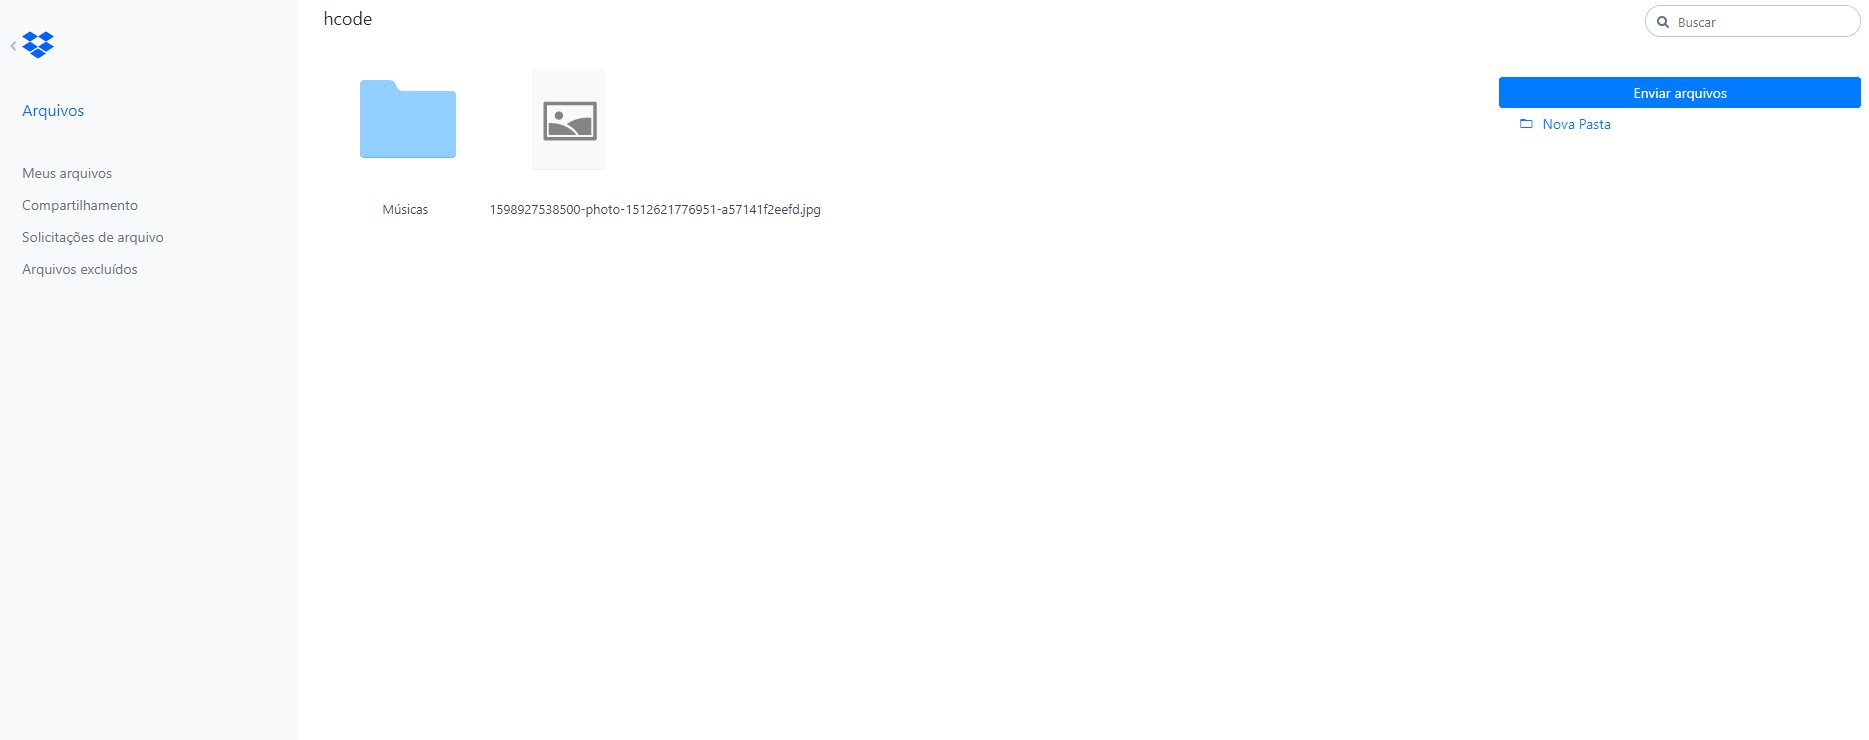 hcode
Buscar
Arquivos
Meus arquivos
Compartilhamento
Solicitações de arquivo
Arquivos excluídos
Músicas
1598927538500-photo-1512621776951-a57141f2eefd.jpg
Enviar arquivos
Nova Pasta